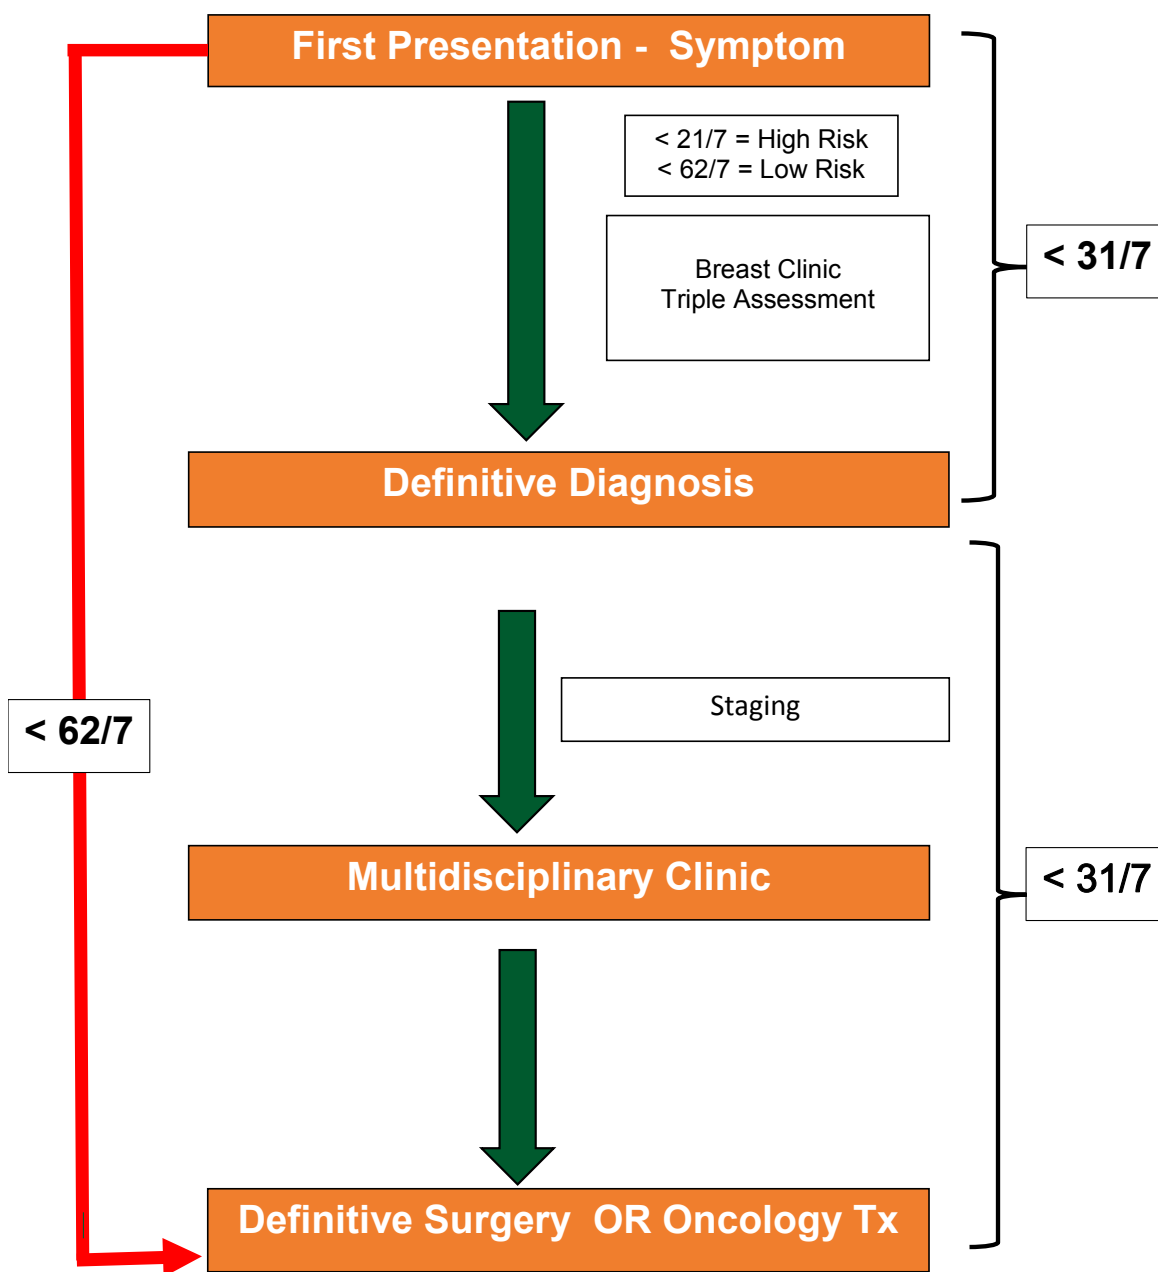 First Presentation -  Symptom
< 21/7 = High Risk
< 62/7 = Low Risk
< 31/7
Breast Clinic
Triple Assessment
Definitive Diagnosis
Staging
< 62/7
Multidisciplinary Clinic
< 31/7
Definitive Surgery  OR Oncology Tx